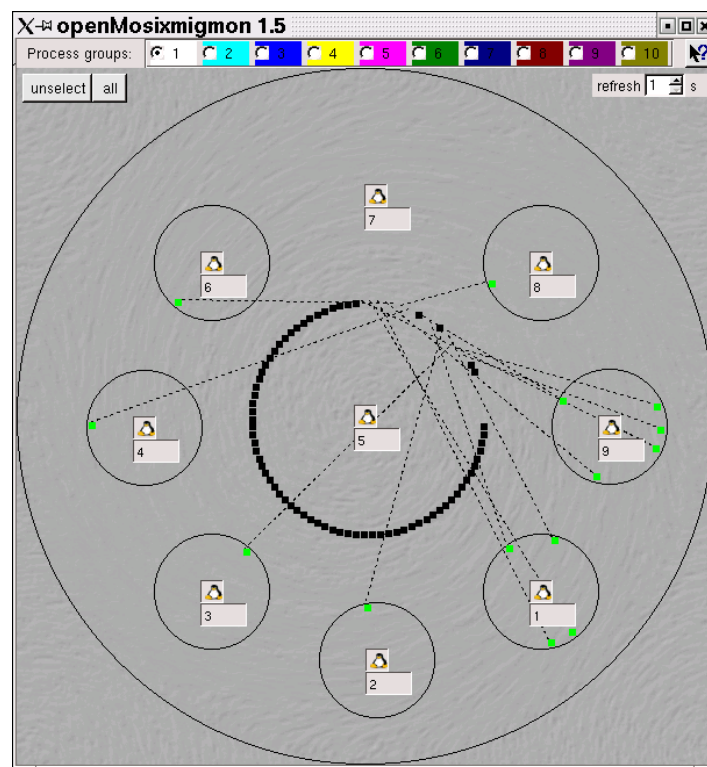 openMosixmigmon 1.5
Process groups: 1 2 3 4 5 6 7 8 9 10
unselect all refresh 1 s
7
6 8
5
4 9
3 1
2